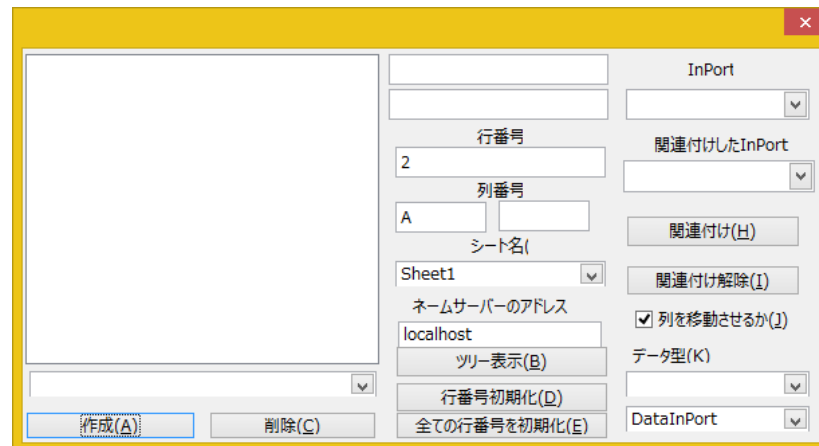 InPort
行番号
関連付けしたInPort
2
列番号
A
関連付け(H)
シート名(
Sheet1
関連付け解除(I)
ネームサーバーのアドレス
列を移動させるか(J)
localhost
ツリー表示(B)
データ型(K)
行番号初期化(D)
作成(A)
削除(C)
全ての行番号を初期化(E)
DataInPort